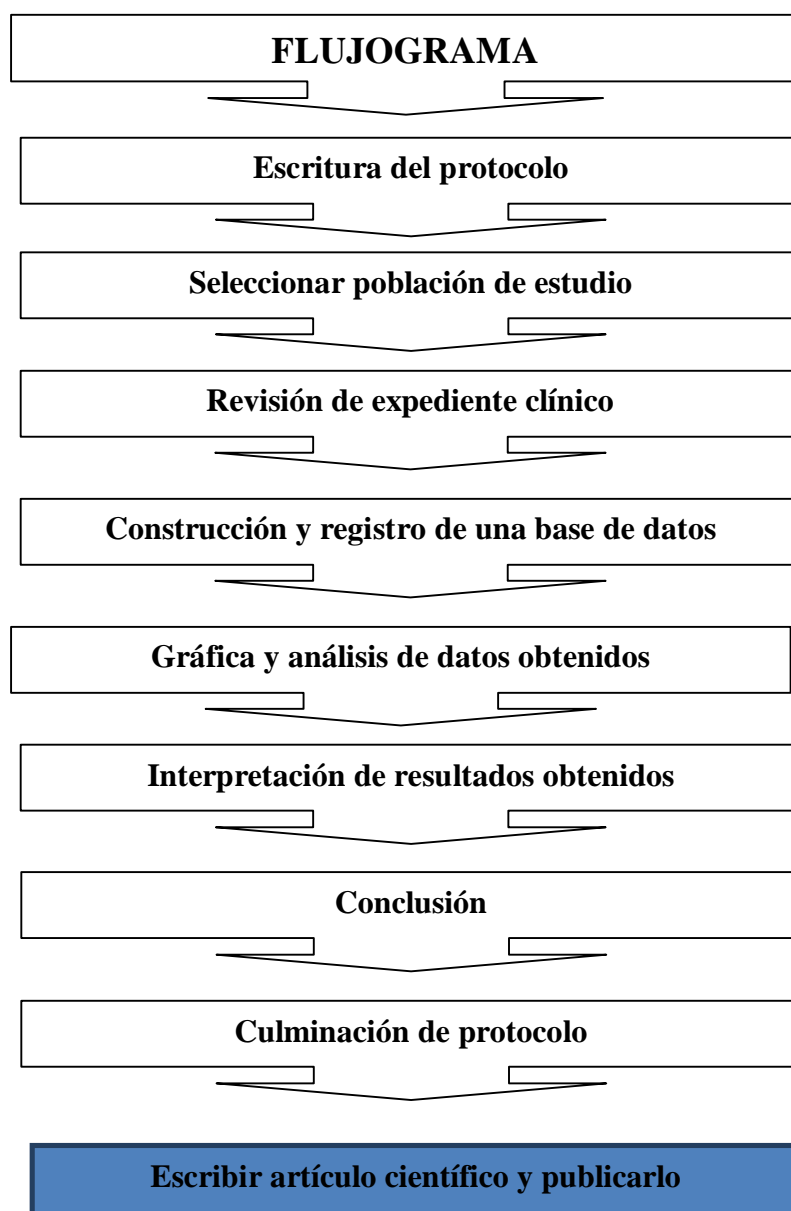 FLUJOGRAMA
Escritura del protocolo
Seleccionar población de estudio
Revisión de expediente clínico
Construcción y registro de una base de datos
Gráfica y análisis de datos obtenidos
Interpretación de resultados obtenidos
Conclusión
Culminación de protocolo
Escribir artículo científico y publicarlo